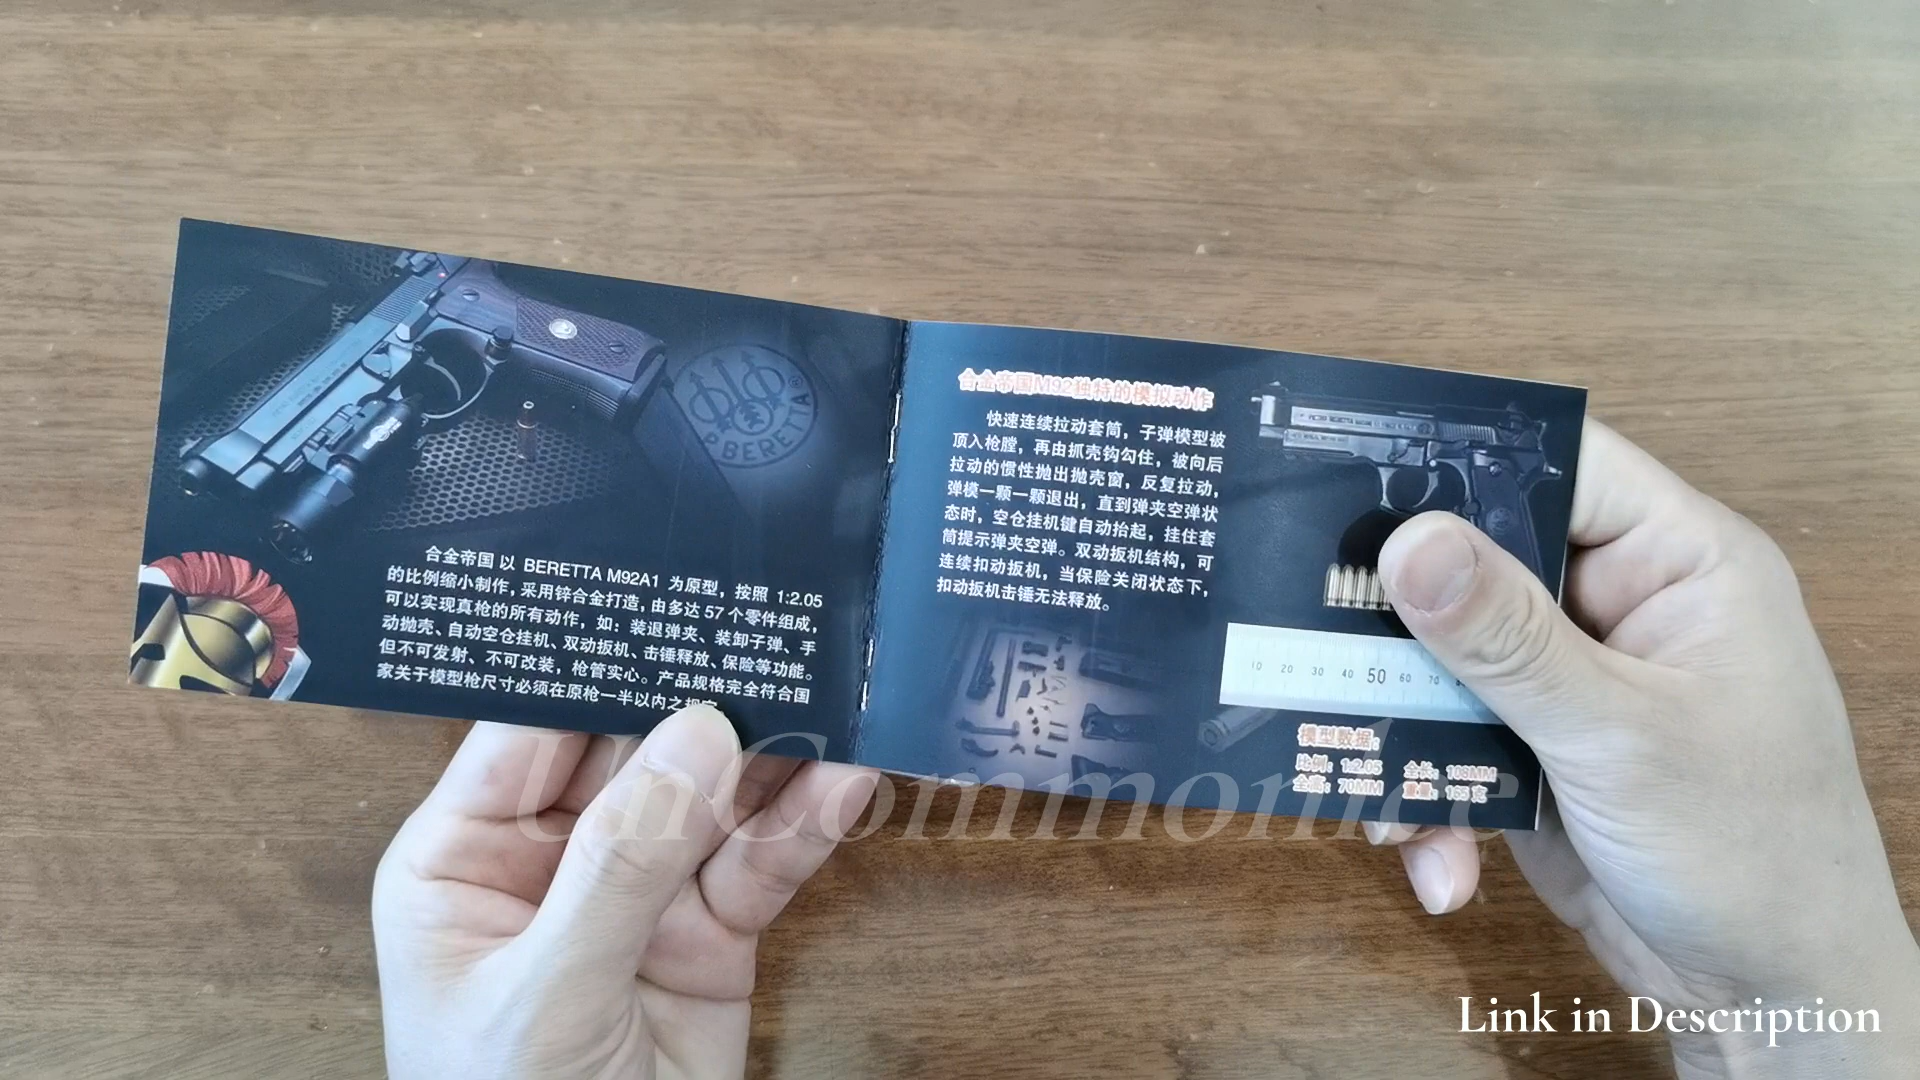 P. BERETTA
合金帝国 以 BERETTA M92A1 为原型，按照 1:2.05
的比例缩小制作，采用锌合金打造，由多达 57 个零件组成，
可以实现真枪的所有动作，如：装退弹夹、装卸子弹、手
动抛壳、自动空仓挂机、双动扳机、击锤释放、保险等功能。
但不可发射、不可改装，枪管实心。产品规格完全符合国
家关于模型枪尺寸必须在原枪一半以内之规定
合金帝国M92独特的模拟动作
快速连续拉动套筒，子弹模型被
顶入枪膛，再由抓壳钩勾住，被向后
拉动的惯性抛出抛壳窗，反复拉动，
弹模一颗一颗退出，直到弹夹空弹状
态时，空仓挂机键自动抬起，挂住套
筒提示弹夹空弹。双动扳机结构，可
连续扣动扳机，当保险关闭状态下，
扣动扳机击锤无法释放。
10 20 30 40 50 60 70
模型数据：
比例：1:2.05 全长：108MM
全高：70MM 重量：165 克
UnCommonice
Link in Description